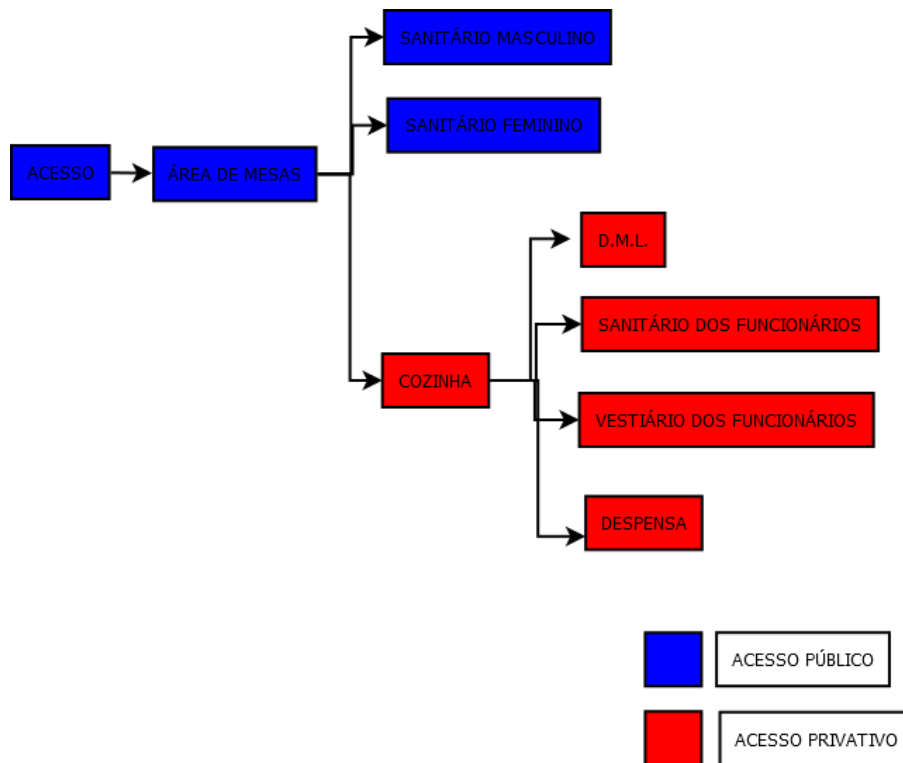 SANITÁRIO MASCULINO
SANITÁRIO FEMININO
ACESSO
ÁREA DE MESAS
D.M.L.
SANITÁRIO DOS FUNCIONÁRIOS
COZINHA
VESTIÁRIO DOS FUNCIONÁRIOS
DESPENSA
ACESSO PÚBLICO
ACESSO PRIVATIVO